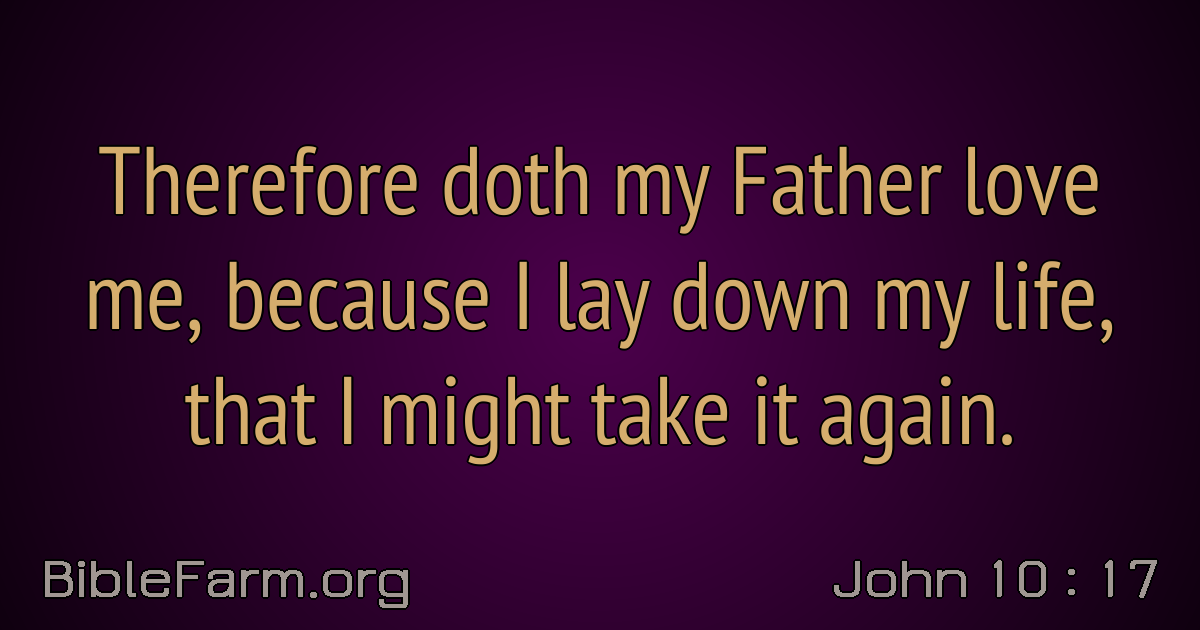 Therefore doth my Father love
me, because I lay down my life,
that I might take it again.
BibleFarm.org
John 10 : 17